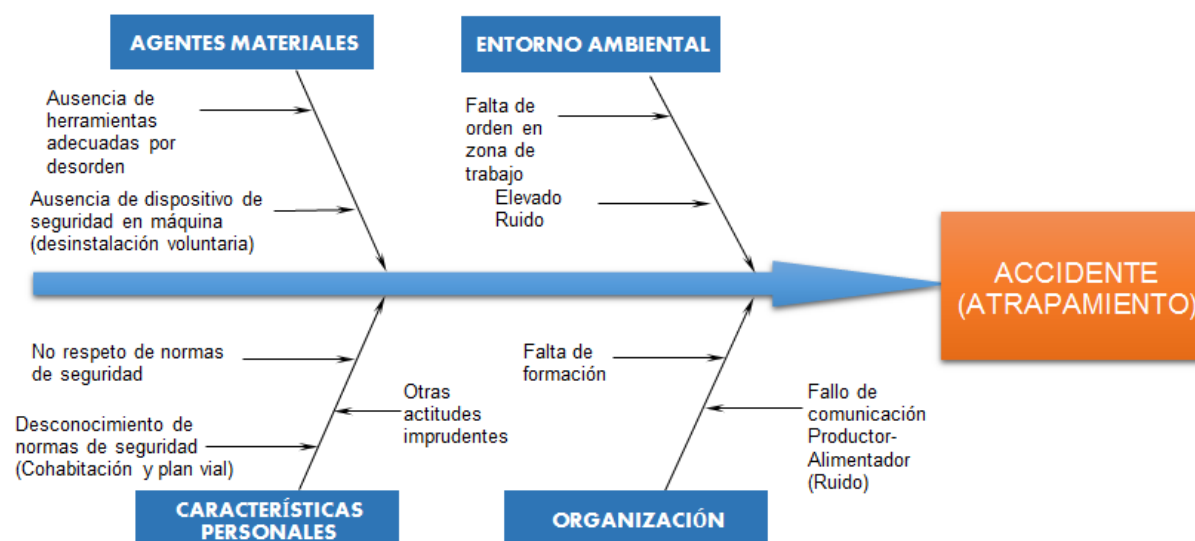 AGENTES MATERIALES
ENTORNO AMBIENTAL
Ausencia de
herramientas
adecuadas por
desorden
Ausencia de dispositivo de
seguridad en máquina
(desinstalación voluntaria)
Falta de
orden en
zona de
trabajo
Elevado
Ruido
ACCIDENTE
(ATRAPAMIENTO)
No respeto de normas
de seguridad
Desconocimiento de
normas de seguridad
(Cohabitación y plan vial)
Otras
actitudes
imprudentes
Falta de
formación
Fallo de
comunicación
Productor-
Alimentador
(Ruido)
CARACTERÍSTICAS
PERSONALES
ORGANIZACIÓN